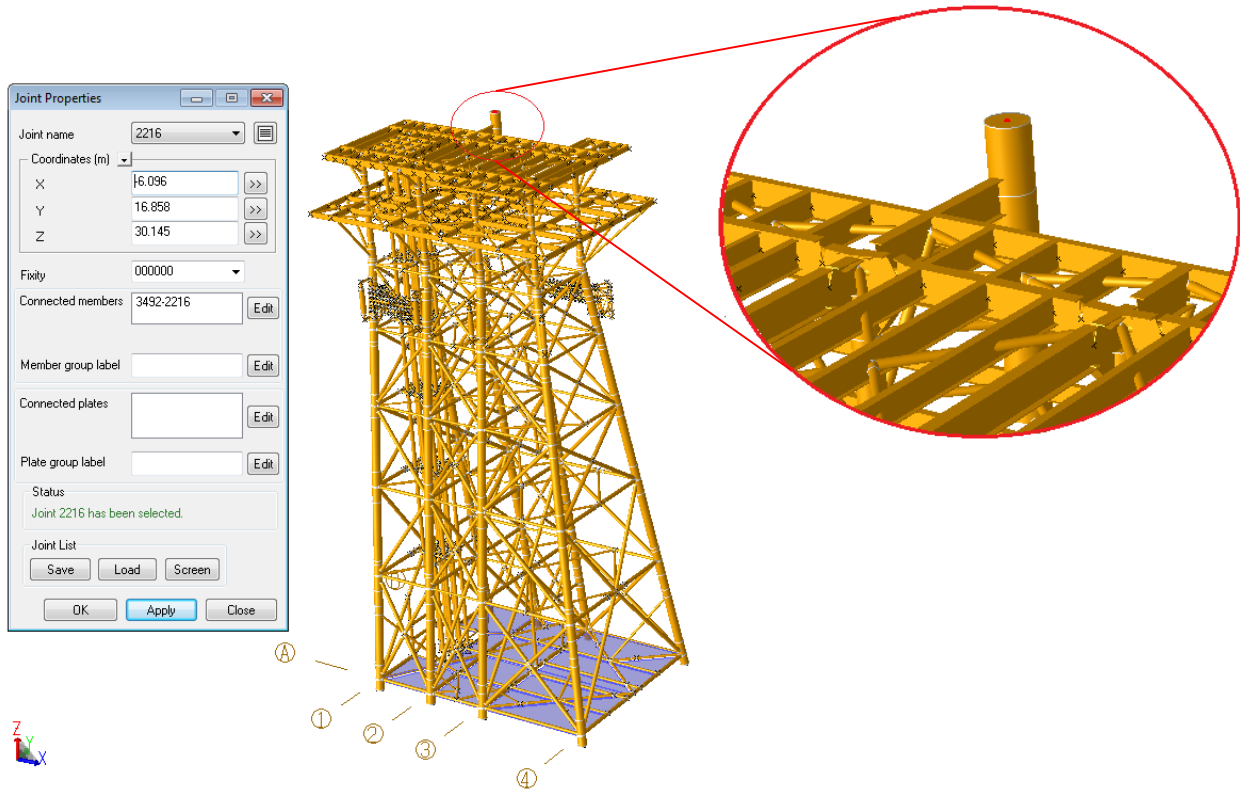 Joint Properties
Joint name 2216
Coordinates (m)
X -6.096 >>
Y 16.858 >>
Z 30.145 >>
Fixity 000000
Connected members 3492-2216 Edit
Member group label Edit
Connected plates Edit
Plate group label Edit
Status
Joint 2216 has been selected.
Joint List
Save Load Screen
OK Apply Close
A
1
2
3
4
Z
Y
X